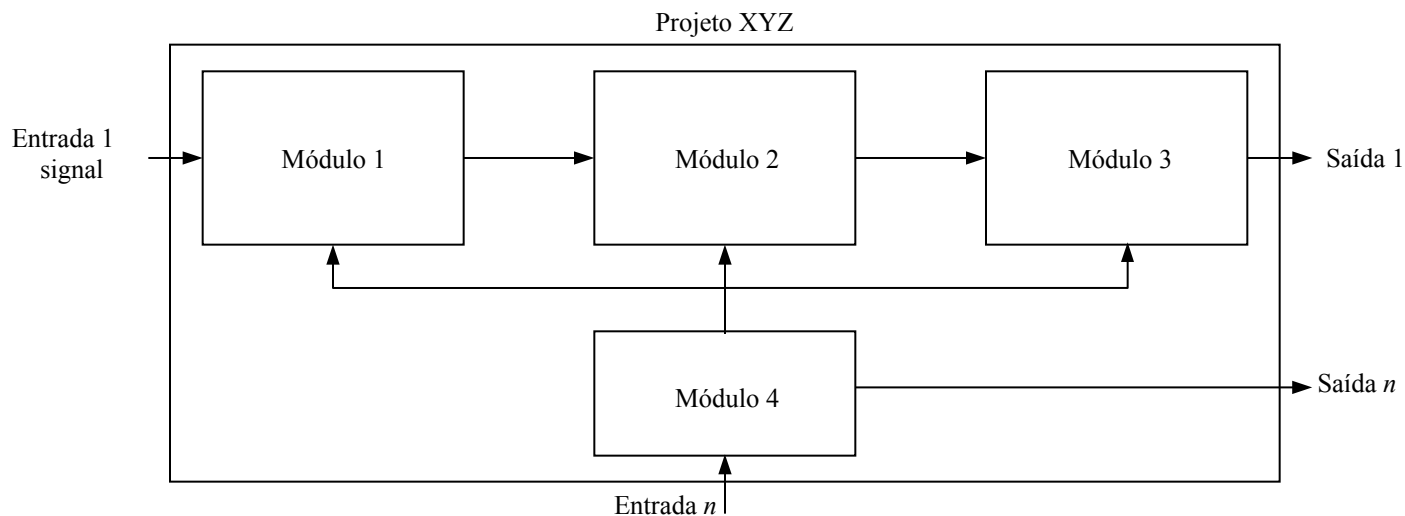 Projeto XYZ
Entrada 1
signal
Módulo 1
Módulo 2
Módulo 3
Saída 1
Módulo 4
Saída n
Entrada n